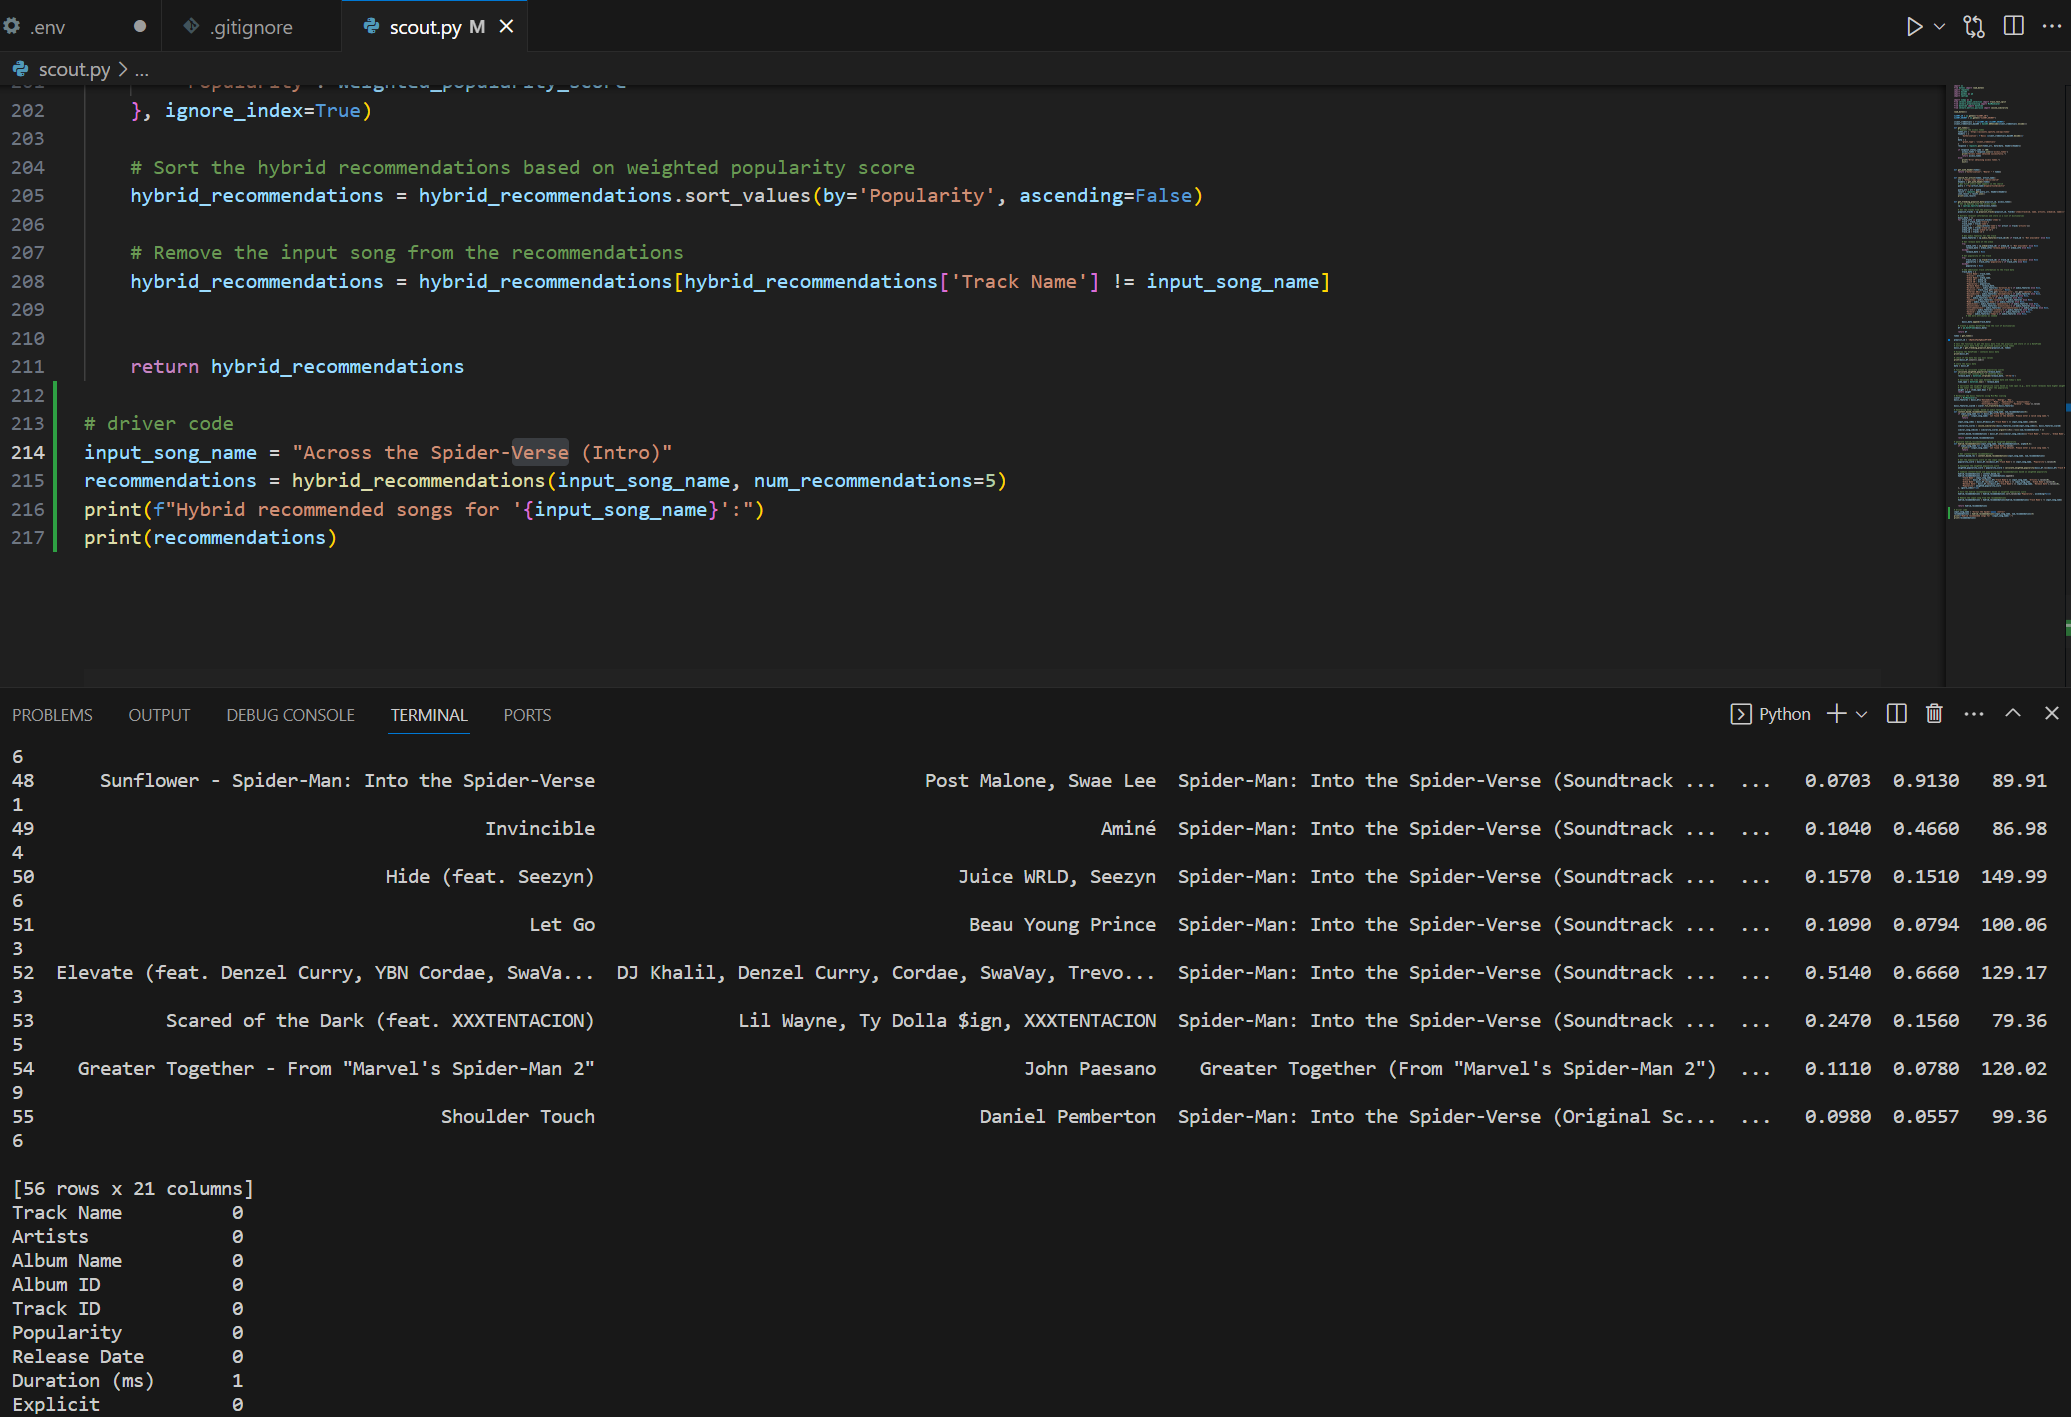 .env
.gitignore
scout.py M
scout.py > ...
201 'Popularity': weighted_popularity_score
202 }, ignore_index=True)
203
204 # Sort the hybrid recommendations based on weighted popularity score
205 hybrid_recommendations = hybrid_recommendations.sort_values(by='Popularity', ascending=False)
206
207 # Remove the input song from the recommendations
208 hybrid_recommendations = hybrid_recommendations[hybrid_recommendations['Track Name'] != input_song_name]
209
210
211 return hybrid_recommendations
212
213 # driver code
214 input_song_name = "Across the Spider-Verse (Intro)"
215 recommendations = hybrid_recommendations(input_song_name, num_recommendations=5)
216 print(f"Hybrid recommended songs for '{input_song_name}':")
217 print(recommendations)
PROBLEMS OUTPUT DEBUG CONSOLE TERMINAL PORTS
Python
6
48 Sunflower - Spider-Man: Into the Spider-Verse Post Malone, Swae Lee Spider-Man: Into the Spider-Verse (Soundtrack ... ... 0.0703 0.9130 89.91
1
49 Invincible Aminé Spider-Man: Into the Spider-Verse (Soundtrack ... ... 0.1040 0.4660 86.98
4
50 Hide (feat. Seezyn) Juice WRLD, Seezyn Spider-Man: Into the Spider-Verse (Soundtrack ... ... 0.1570 0.1510 149.99
6
51 Let Go Beau Young Prince Spider-Man: Into the Spider-Verse (Soundtrack ... ... 0.1090 0.0794 100.06
3
52 Elevate (feat. Denzel Curry, YBN Cordae, SwaVa... DJ Khalil, Denzel Curry, Cordae, SwaVay, Trevo... Spider-Man: Into the Spider-Verse (Soundtrack ... ... 0.5140 0.6660 129.17
3
53 Scared of the Dark (feat. XXXTENTACION) Lil Wayne, Ty Dolla $ign, XXXTENTACION Spider-Man: Into the Spider-Verse (Soundtrack ... ... 0.2470 0.1560 79.36
5
54 Greater Together - From "Marvel's Spider-Man 2" John Paesano Greater Together (From "Marvel's Spider-Man 2") ... 0.1110 0.0780 120.02
9
55 Shoulder Touch Daniel Pemberton Spider-Man: Into the Spider-Verse (Original Sc... ... 0.0980 0.0557 99.36
6
[56 rows x 21 columns]
Track Name 0
Artists 0
Album Name 0
Album ID 0
Track ID 0
Popularity 0
Release Date 0
Duration (ms) 1
Explicit 0